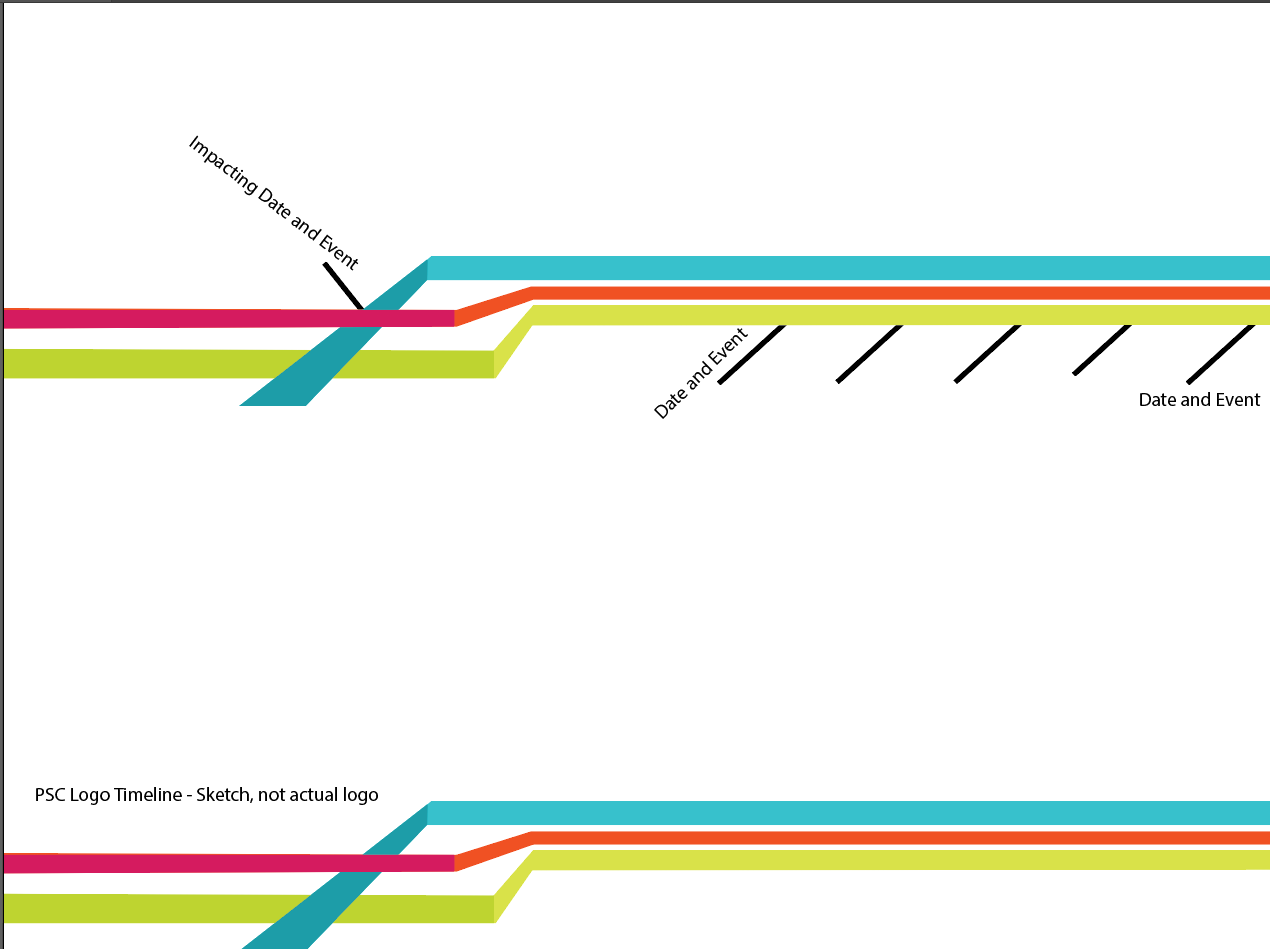 Impacting Date and Event
Date and Event
Date and Event
PSC Logo Timeline - Sketch, not actual logo